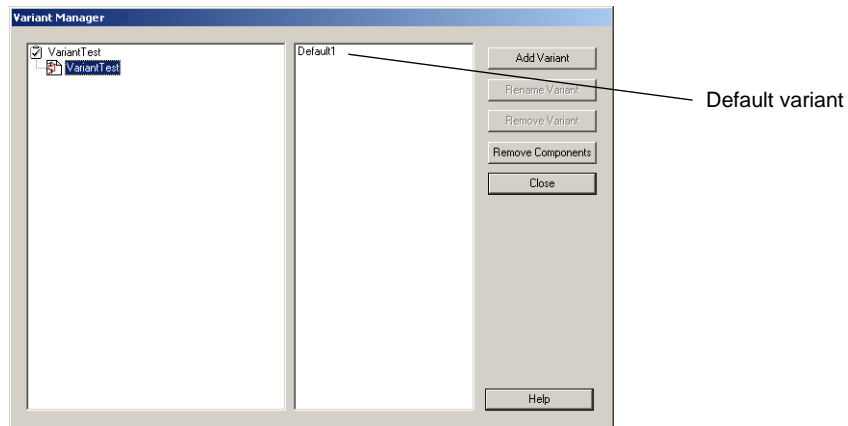 Variant Manager
VariantTest
VariantTest
Default1
Add Variant
Rename Variant
Remove Variant
Remove Components
Close
Help
Default variant